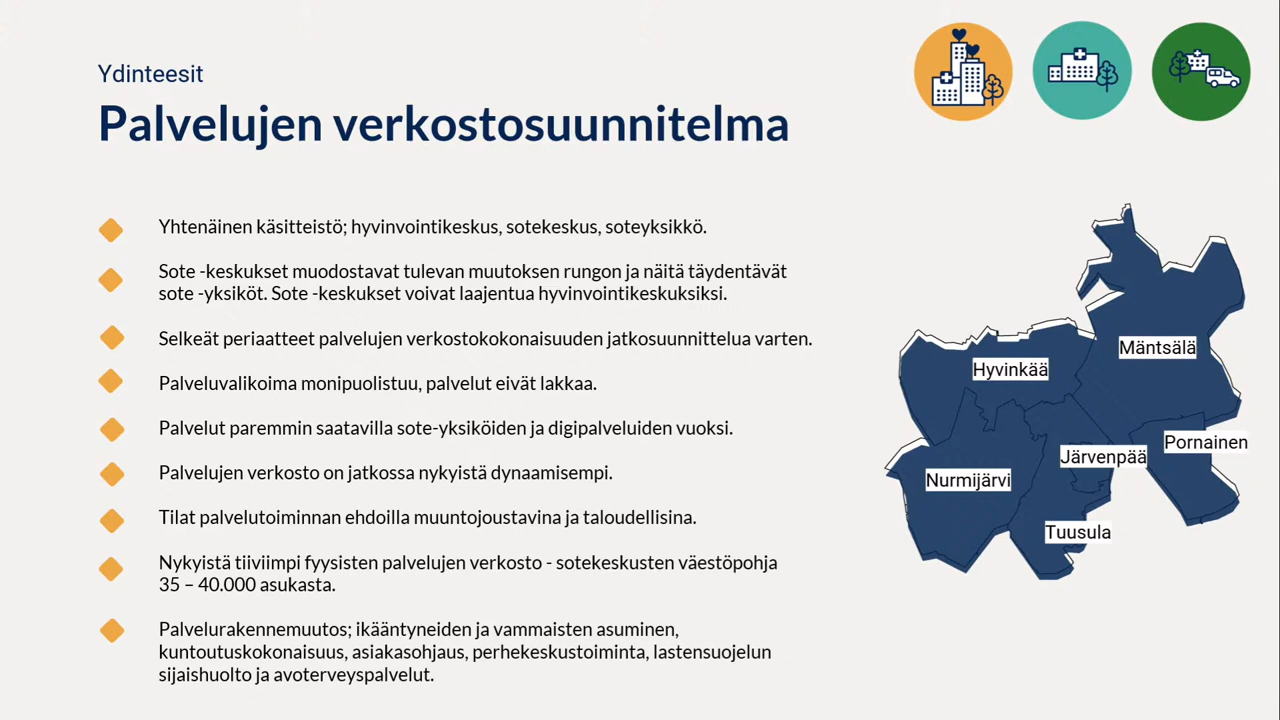 Ydinteesit
Palvelujen verkostosuunnitelma
Yhtenäinen käsitteistö; hyvinvointikeskus, sotekeskus, soteyksikkö.
Sote -keskukset muodostavat tulevan muutoksen rungon ja näitä täydentävät
sote -yksiköt. Sote -keskukset voivat laajentua hyvinvointikeskuksiksi.
Selkeät periaatteet palvelujen verkostokokonaisuuden jatkosuunnittelua varten.
Palveluvalikoima monipuolistuu, palvelut eivät lakkaa.
Palvelut paremmin saatavilla sote-yksiköiden ja digipalveluiden vuoksi.
Palvelujen verkosto on jatkossa nykyistä dynaamisempi.
Tilat palvelutoiminnan ehdoilla muuntojoustavina ja taloudellisina.
Nykyistä tiiviimpi fyysisten palvelujen verkosto - sotekeskusten väestöpohja
35 – 40.000 asukasta.
Palvelurakennemuutos; ikääntyneiden ja vammaisten asuminen,
kuntoutuskokonaisuus, asiakasohjaus, perhekeskustoiminta, lastensuojelun
sijaishuolto ja avoterveyspalvelut.
Mäntsälä
Hyvinkää
Pornainen
Järvenpää
Nurmijärvi
Tuusula